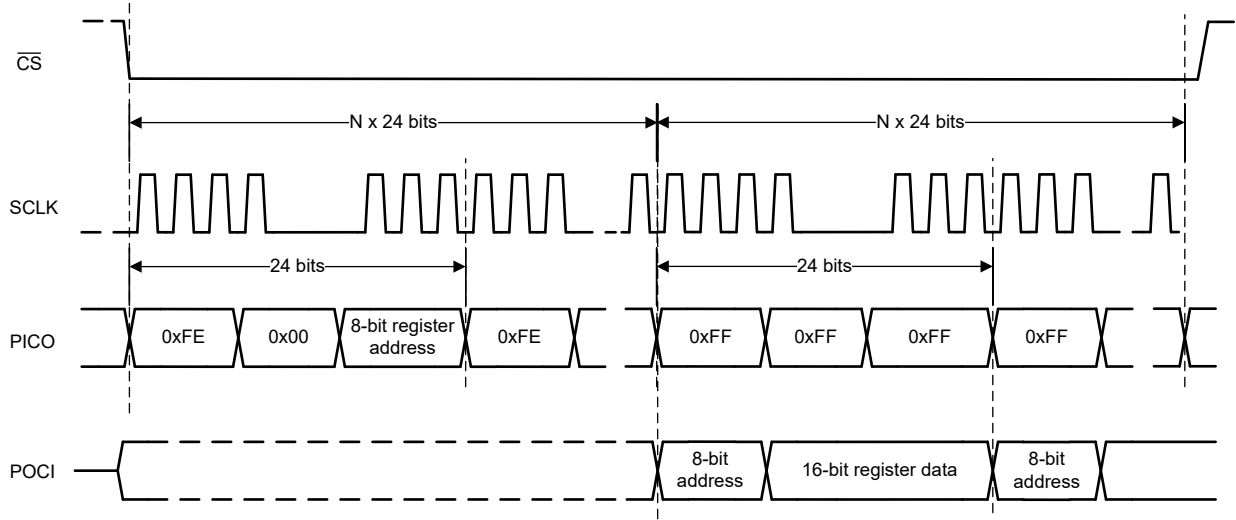 CS
N x 24 bits
N x 24 bits
SCLK
24 bits
24 bits
PICO
0xFE
0x00
8-bit register
address
0xFE
0xFF
0xFF
0xFF
0xFF
POCI
8-bit
address
16-bit register data
8-bit
address